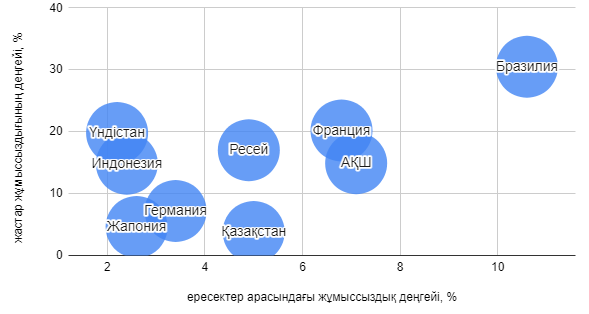 40
30
20
10
0
жастар жұмыссыздығының деңгейі, %
Бразилия
Үндістан
Франция
Ресей
Индонезия
АҚШ
Германия
Жапония
Қазақстан
2
4
6
8
10
ересектер арасындағы жұмыссыздық деңгейі, %